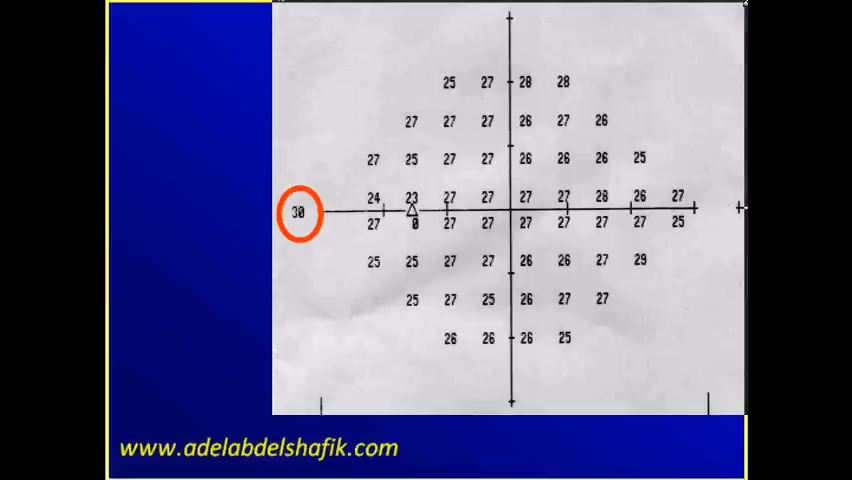 25 27 28 28
27 27 27 26 27 26
27 25 27 27 26 26 26 25
24 23 27 27 27 27 28 26 27
30
27 0 27 27 27 27 27 27 25
25 25 27 27 26 26 27 29
25 27 25 26 27 27
26 26 26 25
www.adelabdelshafik.com